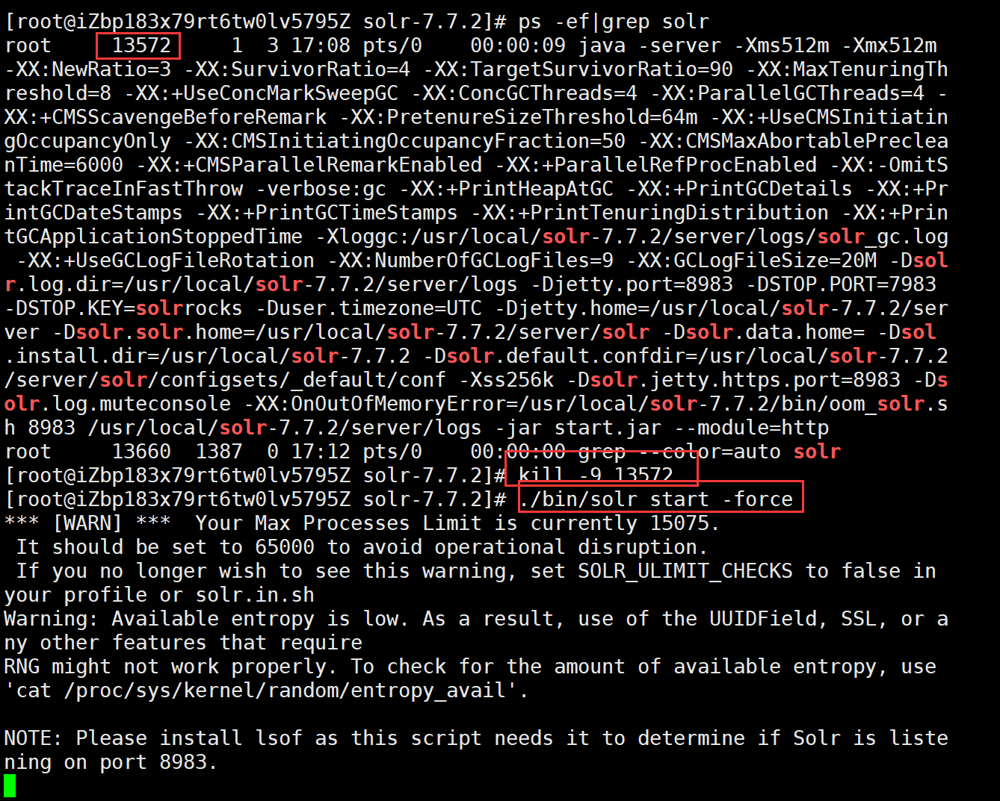 [root@iZbp183x79rt6tw0lv5795Z solr-7.7.2]# ps -ef|grep solr
root     13572     1  3 17:08 pts/0    00:00:09 java -server -Xms512m -Xmx512m
-XX:NewRatio=3 -XX:SurvivorRatio=4 -XX:TargetSurvivorRatio=90 -XX:MaxTenuringTh
reshold=8 -XX:+UseConcMarkSweepGC -XX:ConcGCThreads=4 -XX:ParallelGCThreads=4 -
XX:+CMSScavengeBeforeRemark -XX:PretenureSizeThreshold=64m -XX:+UseCMSInitiatin
gOccupancyOnly -XX:CMSInitiatingOccupancyFraction=50 -XX:CMSMaxAbortablePreclea
nTime=6000 -XX:+CMSParallelRemarkEnabled -XX:+ParallelRefProcEnabled -XX:-OmitS
tackTraceInFastThrow -verbose:gc -XX:+PrintHeapAtGC -XX:+PrintGCDetails -XX:+Pr
intGCDateStamps -XX:+PrintGCTimeStamps -XX:+PrintTenuringDistribution -XX:+Prin
tGCApplicationStoppedTime -Xloggc:/usr/local/solr-7.7.2/server/logs/solr_gc.log
 -XX:+UseGCLogFileRotation -XX:NumberOfGCLogFiles=9 -XX:GCLogFileSize=20M -Dsol
r.log.dir=/usr/local/solr-7.7.2/server/logs -Djetty.port=8983 -DSTOP.PORT=7983
-DSTOP.KEY=solrrocks -Duser.timezone=UTC -Djetty.home=/usr/local/solr-7.7.2/ser
ver -Dsolr.solr.home=/usr/local/solr-7.7.2/server/solr -Dsolr.data.home= -Dsol
.install.dir=/usr/local/solr-7.7.2 -Dsolr.default.confdir=/usr/local/solr-7.7.2
/server/solr/configsets/_default/conf -Xss256k -Dsolr.jetty.https.port=8983 -Ds
olr.log.muteconsole -XX:OnOutOfMemoryError=/usr/local/solr-7.7.2/bin/oom_solr.s
h 8983 /usr/local/solr-7.7.2/server/logs -jar start.jar --module=http
root     13660  1387  0 17:12 pts/0    00:00:00 grep --color=auto solr
[root@iZbp183x79rt6tw0lv5795Z solr-7.7.2]# kill -9 13572
[root@iZbp183x79rt6tw0lv5795Z solr-7.7.2]# ./bin/solr start -force
*** [WARN] ***  Your Max Processes Limit is currently 15075.
 It should be set to 65000 to avoid operational disruption.
 If you no longer wish to see this warning, set SOLR_ULIMIT_CHECKS to false in
your profile or solr.in.sh
Warning: Available entropy is low. As a result, use of the UUIDField, SSL, or a
ny other features that require
RNG might not work properly. To check for the amount of available entropy, use
'cat /proc/sys/kernel/random/entropy_avail'.

NOTE: Please install lsof as this script needs it to determine if Solr is liste
ning on port 8983.